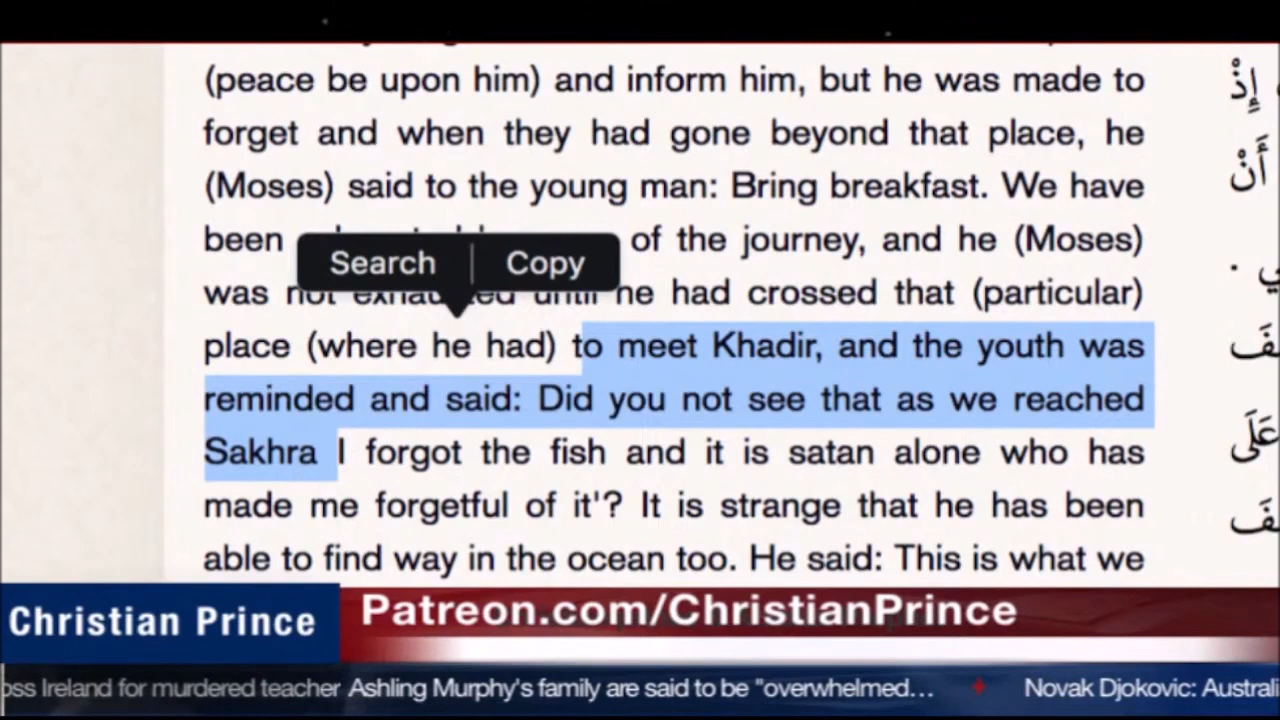 (peace be upon him) and inform him, but he was made to
forget and when they had gone beyond that place, he
(Moses) said to the young man: Bring breakfast. We have
been of the journey, and he (Moses)
Search Copy
was not exhausted until he had crossed that (particular)
place (where he had) to meet Khadir, and the youth was
reminded and said: Did you not see that as we reached
Sakhra I forgot the fish and it is satan alone who has
made me forgetful of it'? It is strange that he has been
able to find way in the ocean too. He said: This is what we
إِذْ
أَنْ
عَلَى
Christian Prince
Patreon.com/ChristianPrince
oss Ireland for murdered teacher Ashling Murphy's family are said to be "overwhelmed… Novak Djokovic: Australi